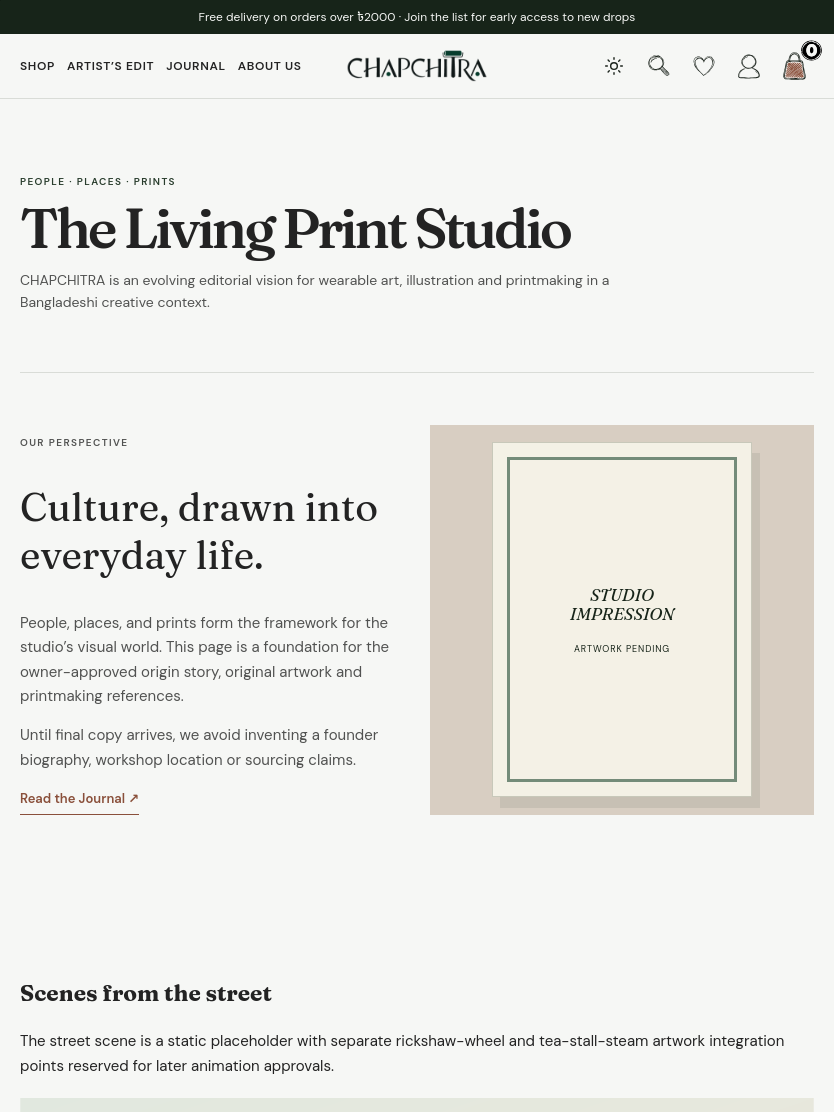 Free delivery on orders over ৳2000 · Join the list for early access to new drops
SHOP ARTIST’S EDIT JOURNAL ABOUT US
CHAPCHITRA
0
PEOPLE · PLACES · PRINTS
The Living Print Studio
CHAPCHITRA is an evolving editorial vision for wearable art, illustration and printmaking in a
Bangladeshi creative context.
OUR PERSPECTIVE
Culture, drawn into
everyday life.
People, places, and prints form the framework for the
studio’s visual world. This page is a foundation for the
owner-approved origin story, original artwork and
printmaking references.
Until final copy arrives, we avoid inventing a founder
biography, workshop location or sourcing claims.
Read the Journal ↗
STUDIO
IMPRESSION
ARTWORK PENDING
Scenes from the street
The street scene is a static placeholder with separate rickshaw-wheel and tea-stall-steam artwork integration
points reserved for later animation approvals.